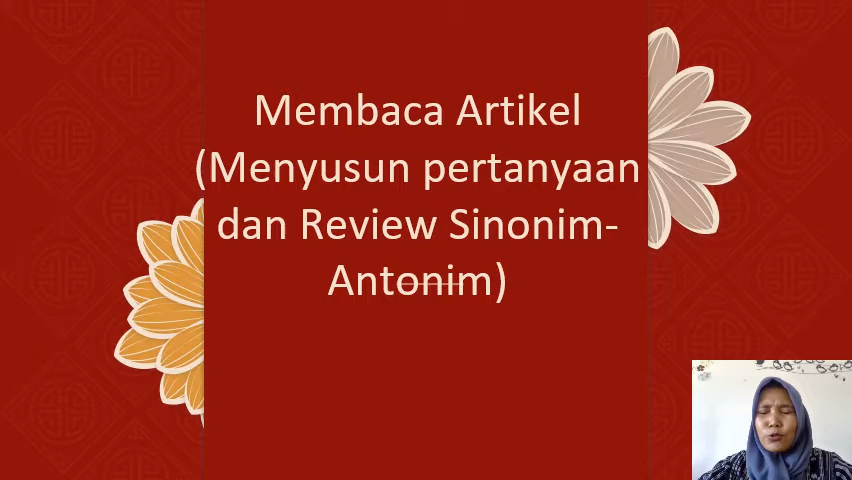 Membaca Artikel
(Menyusun pertanyaan
dan Review Sinonim-
Antonim)